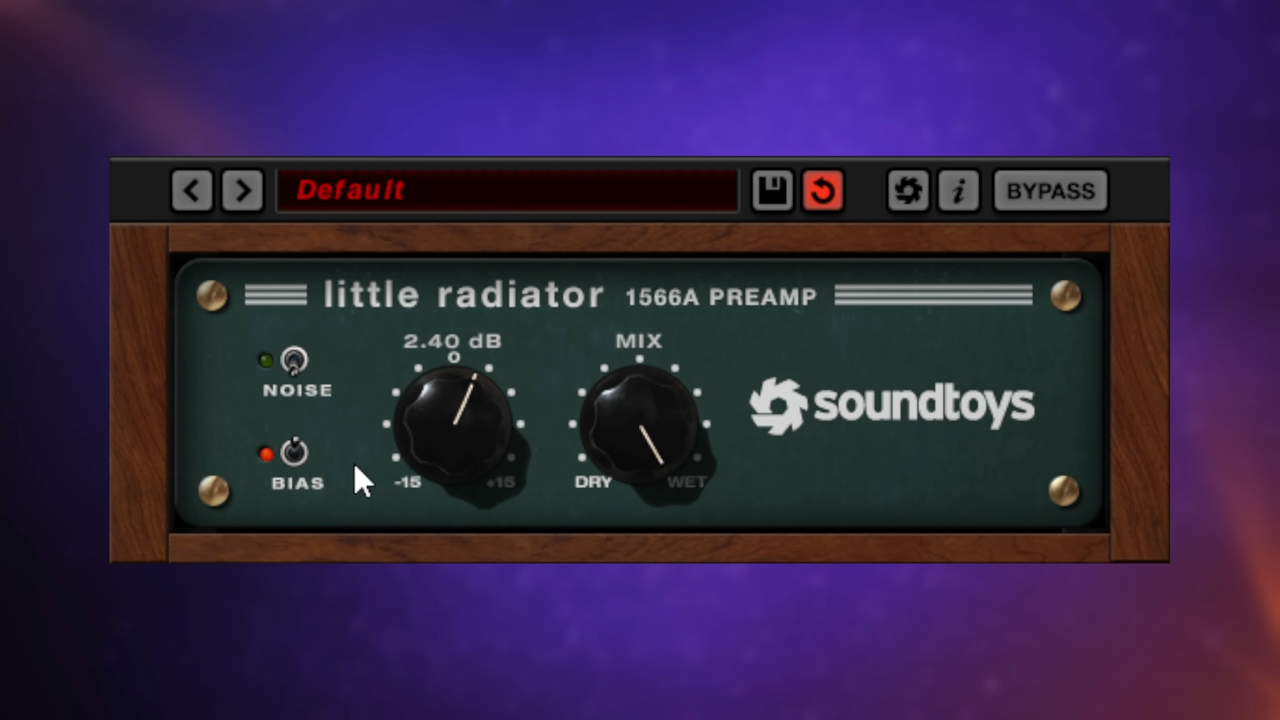 Default
i
BYPASS
little radiator 1566A PREAMP
2.40 dB
0
MIX
NOISE
soundtoys
BIAS
-15
+15
DRY
WET